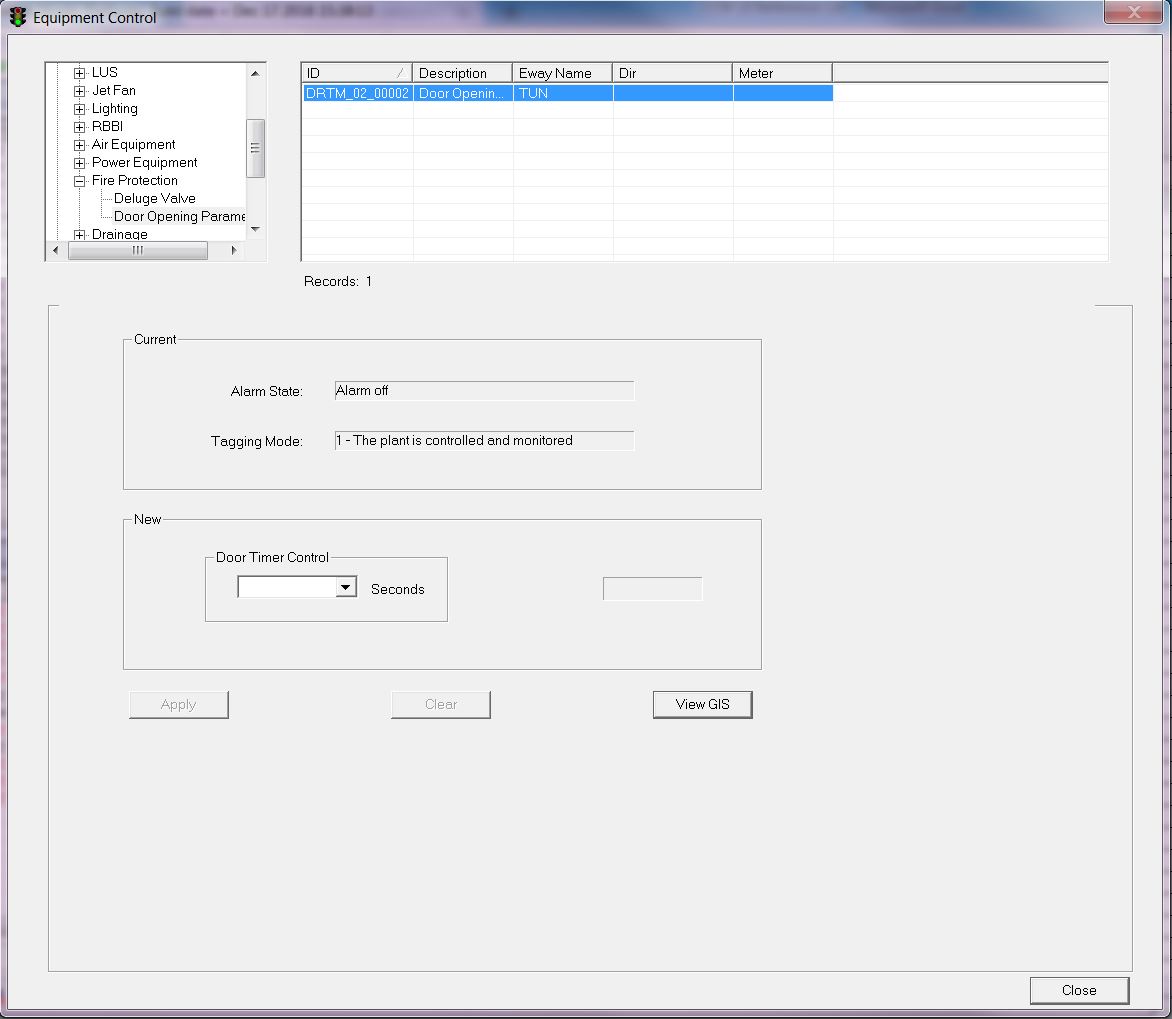 Equipment Control
LUS
Jet Fan
Lighting
RBBI
Air Equipment
Power Equipment
Fire Protection
Deluge Valve
Door Opening Parame
Drainage
ID Description Eway Name Dir Meter
DRTM_02_00002 Door Openin... TUN
Records: 1
Current
Alarm State: Alarm off
Tagging Mode: 1 - The plant is controlled and monitored
New
Door Timer Control
Seconds
Apply Clear View GIS
Close